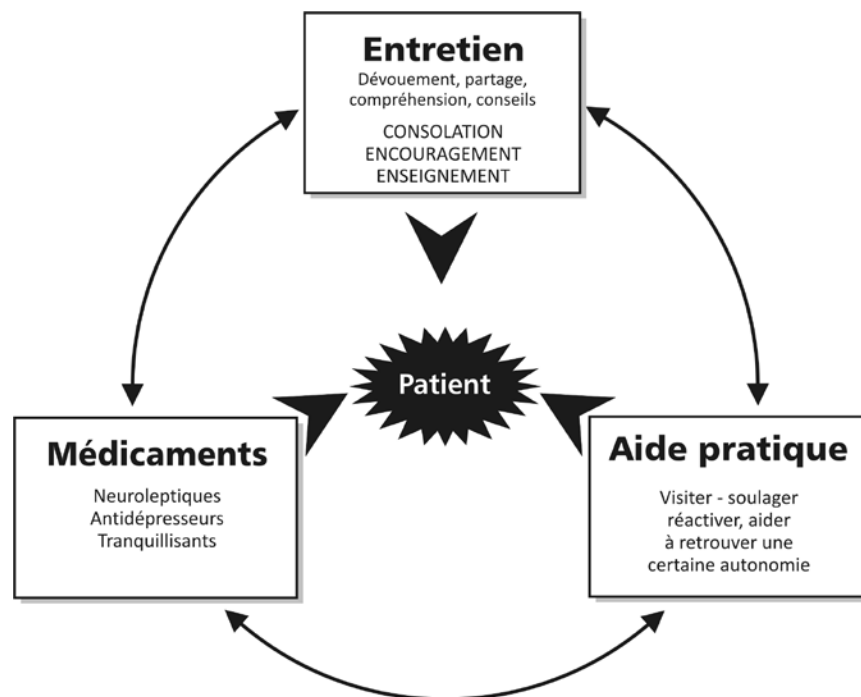 Entretien
Dévouement, partage,
compréhension, conseils
CONSOLATION
ENCOURAGEMENT
ENSEIGNEMENT
Patient
Médicaments
Neuroleptiques
Antidépresseurs
Tranquillisants
Aide pratique
Visiter - soulager
réactiver, aider
à retrouver une
certaine autonomie